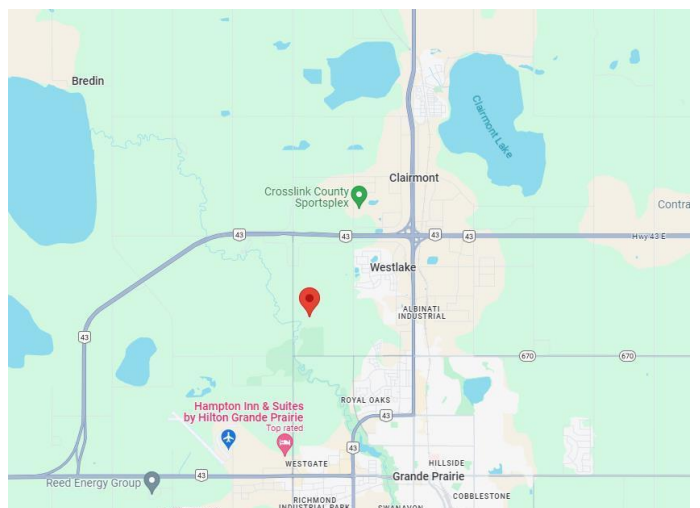 Bredin
Clairmont Lake
Clairmont
Crosslink County
Sportsplex
Contra
43
43
43
43
Hwy 43 E
Westlake
ALBINATI
INDUSTRIAL
43
670
670
ROYAL OAKS
Hampton Inn & Suites
by Hilton Grande Prairie
Top rated
43
43
WESTGATE
HILLSIDE
43
Reed Energy Group
Grande Prairie
RICHMOND
INDUSTRIAL PARK
COBBLESTONE
SWANAVON